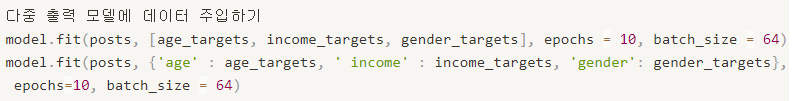 다중 출력 모델에 데이터 주입하기
model.fit(posts, [age_targets, income_targets, gender_targets], epochs = 10, batch_size = 64)
model.fit(posts, {'age' : age_targets, ' income' : income_targets, 'gender': gender_targets},
 epochs=10, batch_size = 64)